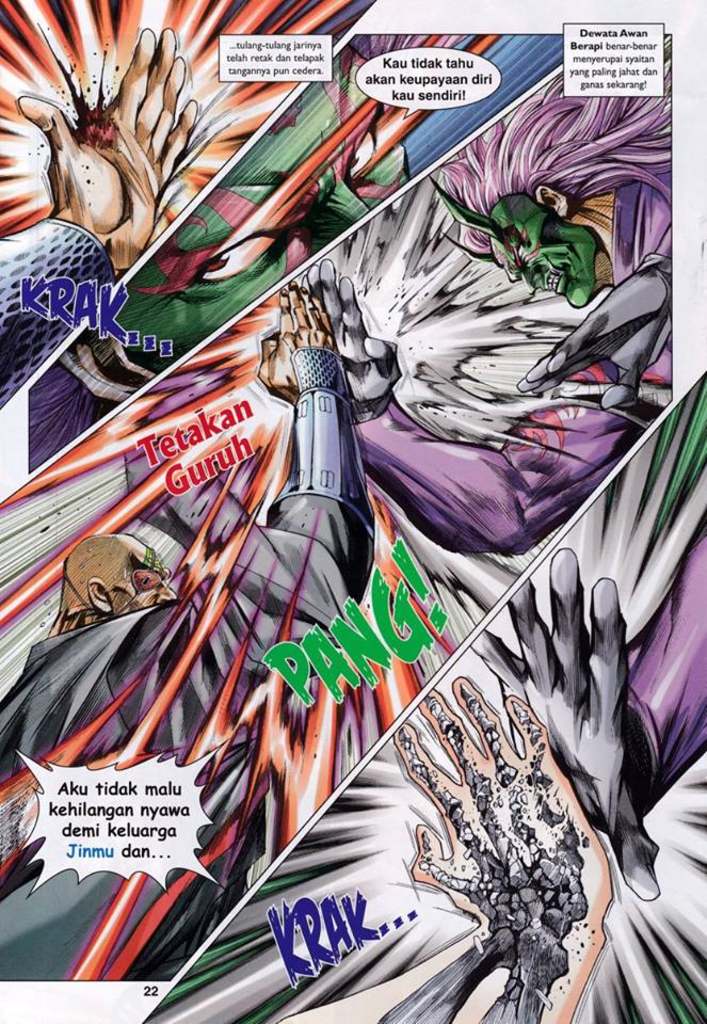 ...tulang-tulang jarinya
telah retak dan telapak
tangannya pun cedera.
Kau tidak tahu
akan keupayaan diri
kau sendiri!
Dewata Awan
Berapi benar-benar
menyerupai syaitan
yang paling jahat dan
ganas sekarang!
KRAK...
Tetakan
Guruh
PANG!
Aku tidak malu
kehilangan nyawa
demi keluarga
Jinmu dan...
KRAK...
22